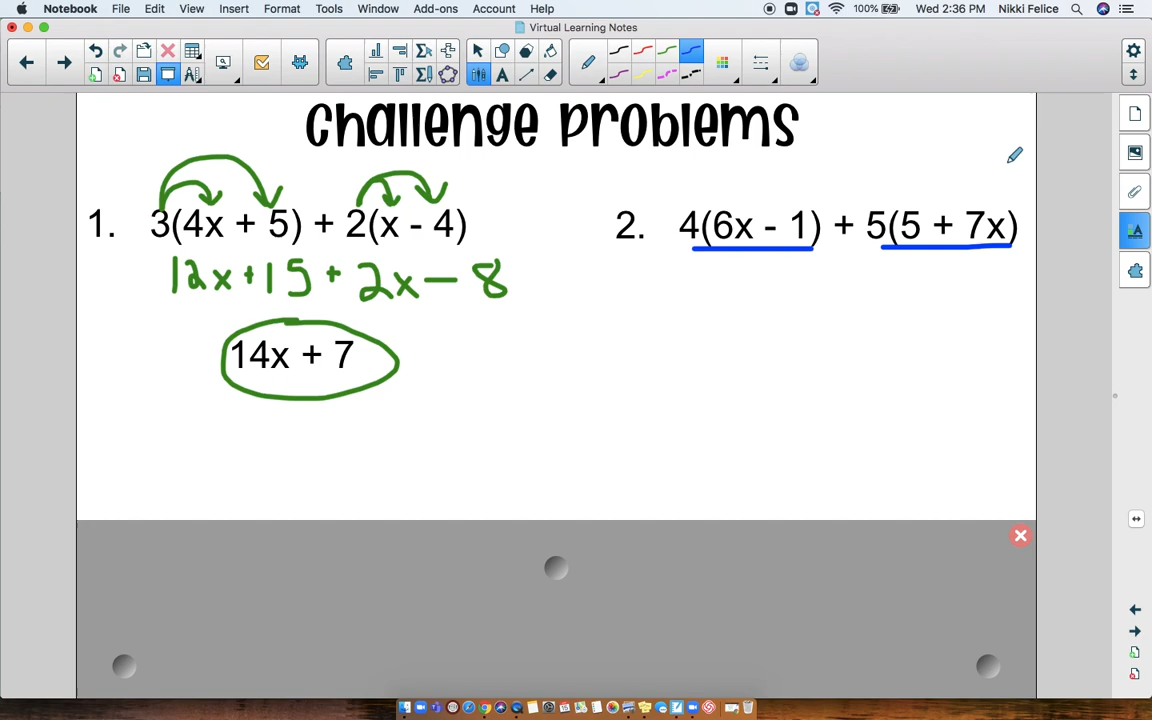 Notebook File Edit View Insert Format Tools Window Add-ons Account Help 100% Wed 2:36 PM Nikki Felice
Virtual Learning Notes
Challenge Problems
1. 3(4x + 5) + 2(x - 4)
12x+15 + 2x – 8
14x + 7
2. 4(6x - 1) + 5(5 + 7x)